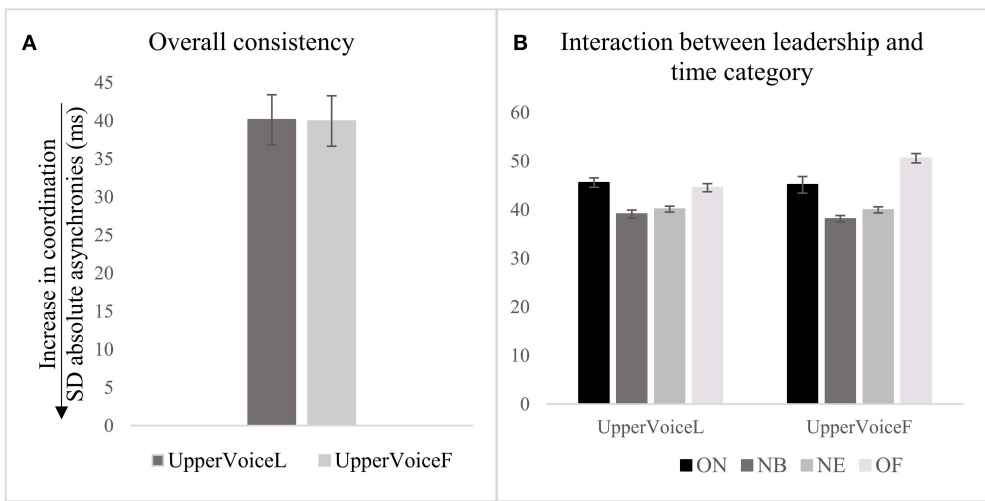 A
Overall consistency
Increase in coordination
SD absolute asynchronies (ms)
45
40
35
30
25
20
15
10
5
0
UpperVoiceL UpperVoiceF
B
Interaction between leadership and
time category
60
50
40
30
20
10
0
UpperVoiceL UpperVoiceF
ON NB NE OF